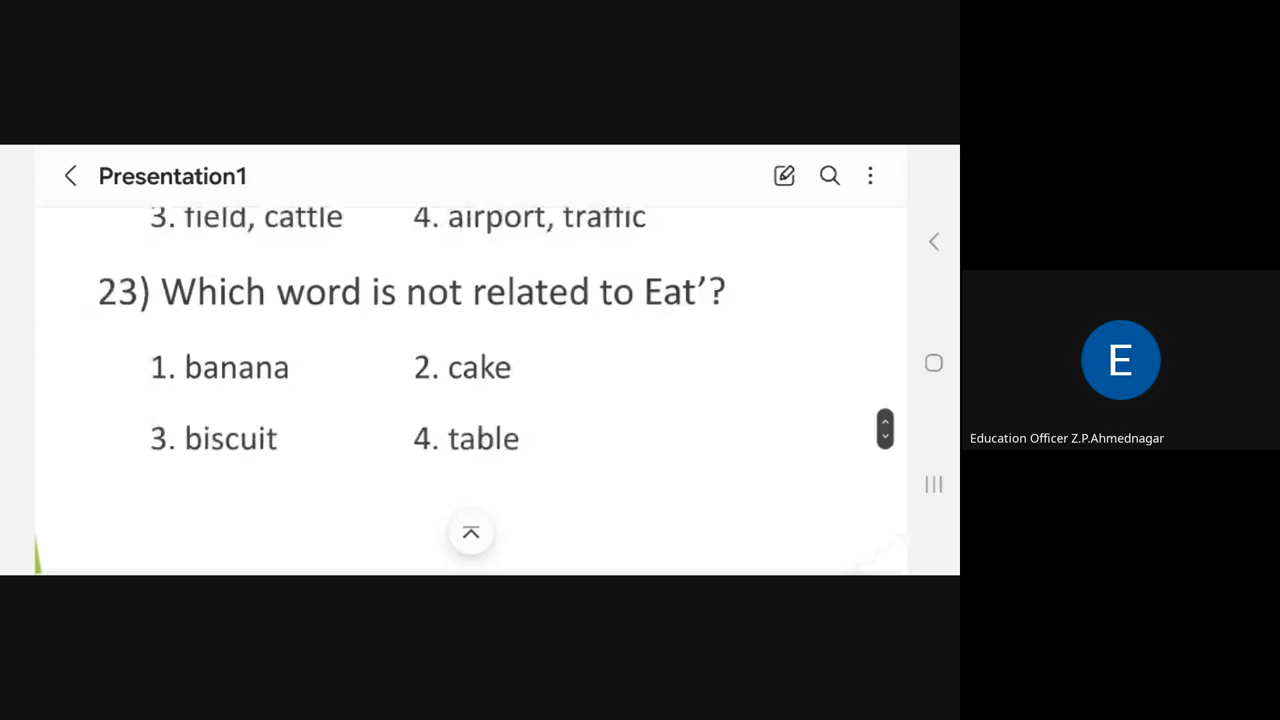 Presentation1
3. field, cattle 4. airport, traffic
23) Which word is not related to Eat’?
1. banana 2. cake
3. biscuit 4. table
E
Education Officer Z.P.Ahmednagar